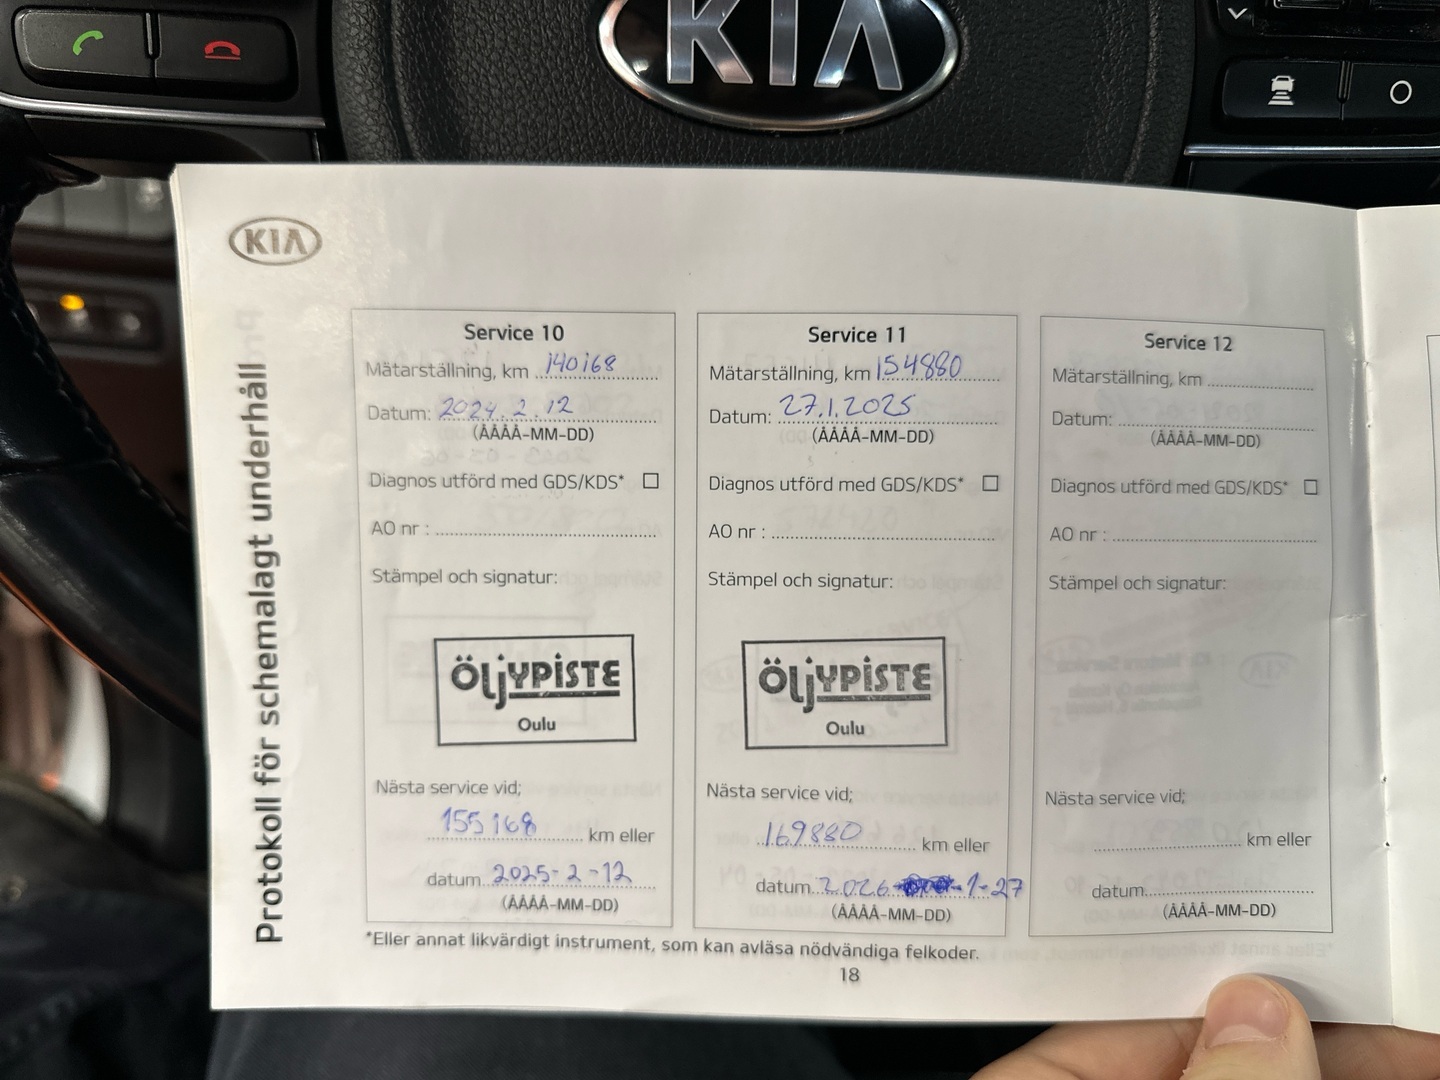 KIA
KIA
Protokoll för schemalagt underhåll
Service 10
Mätarställning, km 140168
Datum: 2024.2.12
(ÅÅÅÅ-MM-DD)
Diagnos utförd med GDS/KDS*
AO nr :
Stämpel och signatur:
ÖljYPISTE
Oulu
Nästa service vid;
155168 km eller
datum 2025-2-12
(ÅÅÅÅ-MM-DD)
Service 11
Mätarställning, km 154880
Datum: 27.1.2025
(ÅÅÅÅ-MM-DD)
Diagnos utförd med GDS/KDS*
AO nr :
Stämpel och signatur:
ÖljYPISTE
Oulu
Nästa service vid;
169880 km eller
datum 2026-1-27
(ÅÅÅÅ-MM-DD)
Service 12
Mätarställning, km
Datum:
(ÅÅÅÅ-MM-DD)
Diagnos utförd med GDS/KDS*
AO nr :
Stämpel och signatur:
Nästa service vid;
km eller
datum
(ÅÅÅÅ-MM-DD)
*Eller annat likvärdigt instrument, som kan avläsa nödvändiga felkoder.
18